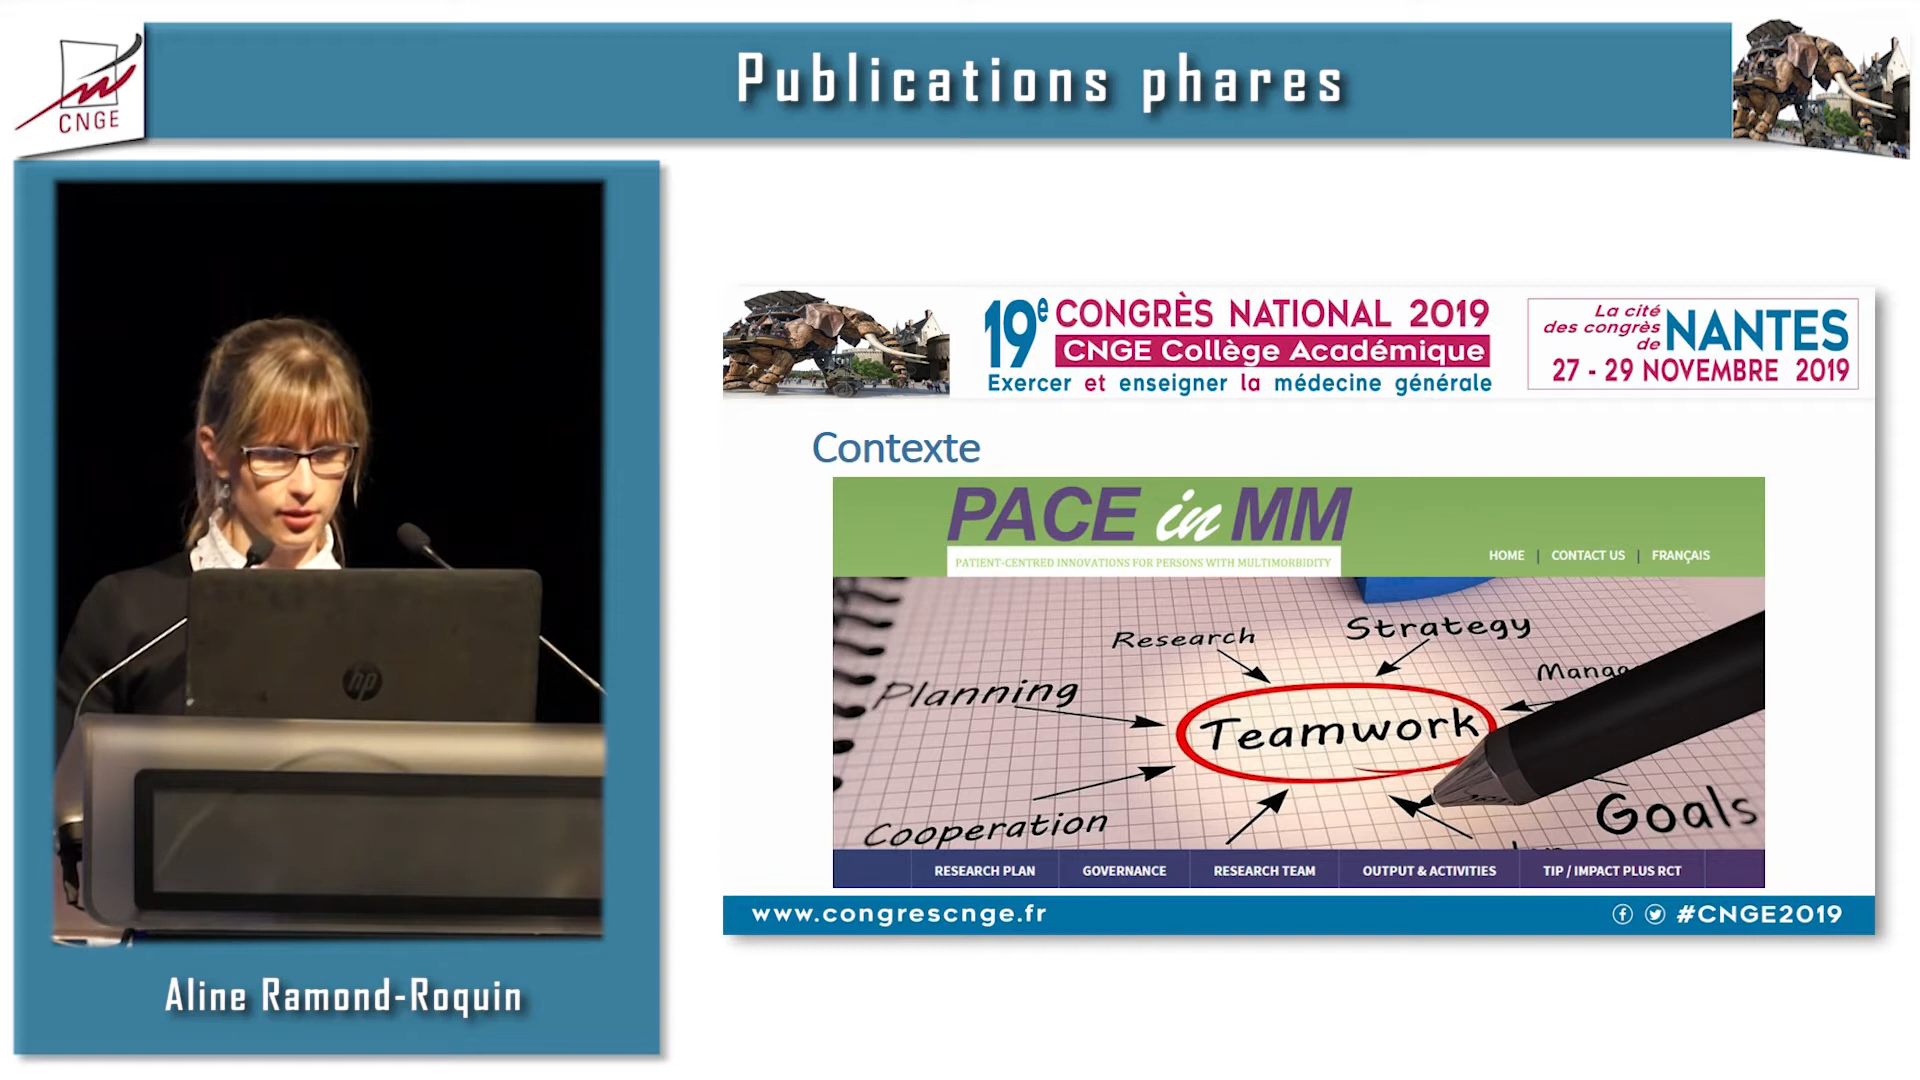 Publications phares
CNGE
19e CONGRÈS NATIONAL 2019
CNGE Collège Académique
Exercer et enseigner la médecine générale
La cité
des congrès
de
NANTES
27 - 29 NOVEMBRE 2019
Contexte
PACE in MM
PATIENT-CENTRED INNOVATIONS FOR PERSONS WITH MULTIMORBIDITY
HOME | CONTACT US | FRANÇAIS
Research
Strategy
Planning
Teamwork
Cooperation
Goals
RESEARCH PLAN
GOVERNANCE
RESEARCH TEAM
OUTPUT & ACTIVITIES
TIP / IMPACT PLUS RCT
www.congrescnge.fr
#CNGE2019
hp
Aline Ramond-Roquin